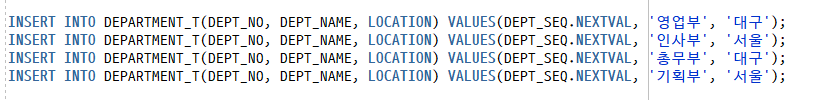 INSERT INTO DEPARTMENT_T(DEPT_NO, DEPT_NAME, LOCATION) VALUES(DEPT_SEQ.NEXTVAL, '영업부', '대구');
INSERT INTO DEPARTMENT_T(DEPT_NO, DEPT_NAME, LOCATION) VALUES(DEPT_SEQ.NEXTVAL, '인사부', '서울');
INSERT INTO DEPARTMENT_T(DEPT_NO, DEPT_NAME, LOCATION) VALUES(DEPT_SEQ.NEXTVAL, '총무부', '대구');
INSERT INTO DEPARTMENT_T(DEPT_NO, DEPT_NAME, LOCATION) VALUES(DEPT_SEQ.NEXTVAL, '기획부', '서울');